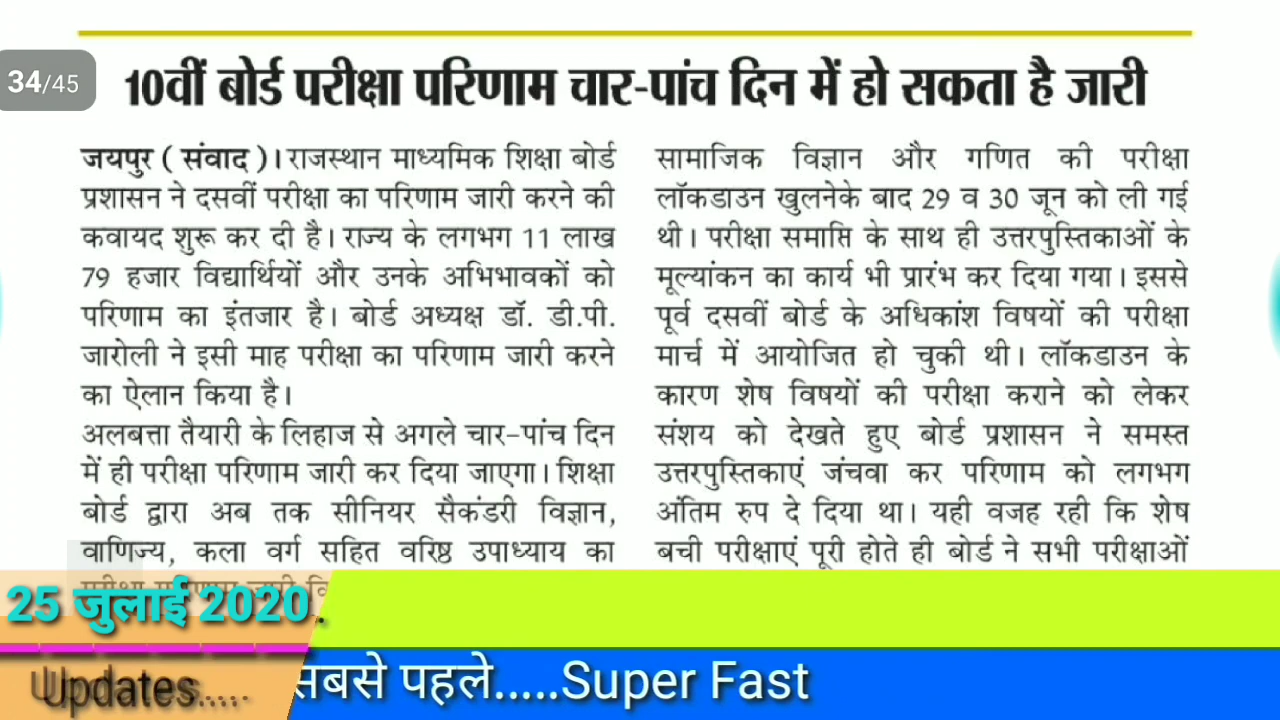 34/45
10वीं बोर्ड परीक्षा परिणाम चार-पांच दिन में हो सकता है जारी
जयपुर ( संवाद )। राजस्थान माध्यमिक शिक्षा बोर्ड
प्रशासन ने दसवीं परीक्षा का परिणाम जारी करने की
कवायद शुरू कर दी है। राज्य के लगभग 11 लाख
79 हजार विद्यार्थियों और उनके अभिभावकों को
परिणाम का इंतजार है। बोर्ड अध्यक्ष डॉ. डी.पी.
जारोली ने इसी माह परीक्षा का परिणाम जारी करने
का ऐलान किया है।
अलबत्ता तैयारी के लिहाज से अगले चार-पांच दिन
में ही परीक्षा परिणाम जारी कर दिया जाएगा। शिक्षा
बोर्ड द्वारा अब तक सीनियर सैकंडरी विज्ञान,
वाणिज्य, कला वर्ग सहित वरिष्ठ उपाध्याय का
सामाजिक विज्ञान और गणित की परीक्षा
लॉकडाउन खुलनेके बाद 29 व 30 जून को ली गई
थी। परीक्षा समाप्ति के साथ ही उत्तरपुस्तिकाओं के
मूल्यांकन का कार्य भी प्रारंभ कर दिया गया। इससे
पूर्व दसवीं बोर्ड के अधिकांश विषयों की परीक्षा
मार्च में आयोजित हो चुकी थी। लॉकडाउन के
कारण शेष विषयों की परीक्षा कराने को लेकर
संशय को देखते हुए बोर्ड प्रशासन ने समस्त
उत्तरपुस्तिकाएं जंचवा कर परिणाम को लगभग
अंतिम रुप दे दिया था। यही वजह रही कि शेष
बची परीक्षाएं पूरी होते ही बोर्ड ने सभी परीक्षाओं
25 जुलाई 2020
Updates.... सबसे पहले.....Super Fast